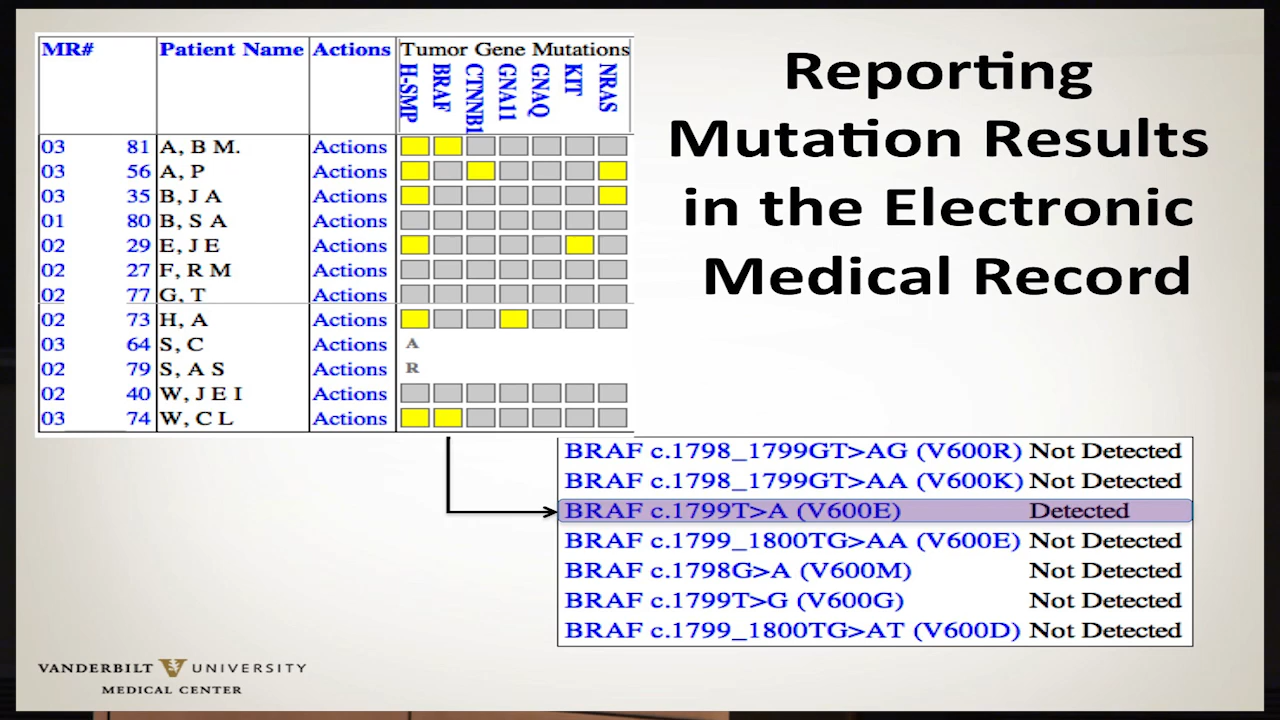 MR# Patient Name Actions Tumor Gene Mutations
H-SMP BRAF CTNNB1 GNA11 GNAQ KIT NRAS
03 81 A, B M. Actions
03 56 A, P Actions
03 35 B, J A Actions
01 80 B, S A Actions
02 29 E, J E Actions
02 27 F, R M Actions
02 77 G, T Actions
02 73 H, A Actions
03 64 S, C Actions A
02 79 S, A S Actions R
02 40 W, J E I Actions
03 74 W, C L Actions
Reporting
Mutation Results
in the Electronic
Medical Record
BRAF c.1798_1799GT>AG (V600R) Not Detected
BRAF c.1798_1799GT>AA (V600K) Not Detected
BRAF c.1799T>A (V600E) Detected
BRAF c.1799_1800TG>AA (V600E) Not Detected
BRAF c.1798G>A (V600M) Not Detected
BRAF c.1799T>G (V600G) Not Detected
BRAF c.1799_1800TG>AT (V600D) Not Detected
VANDERBILT UNIVERSITY
MEDICAL CENTER